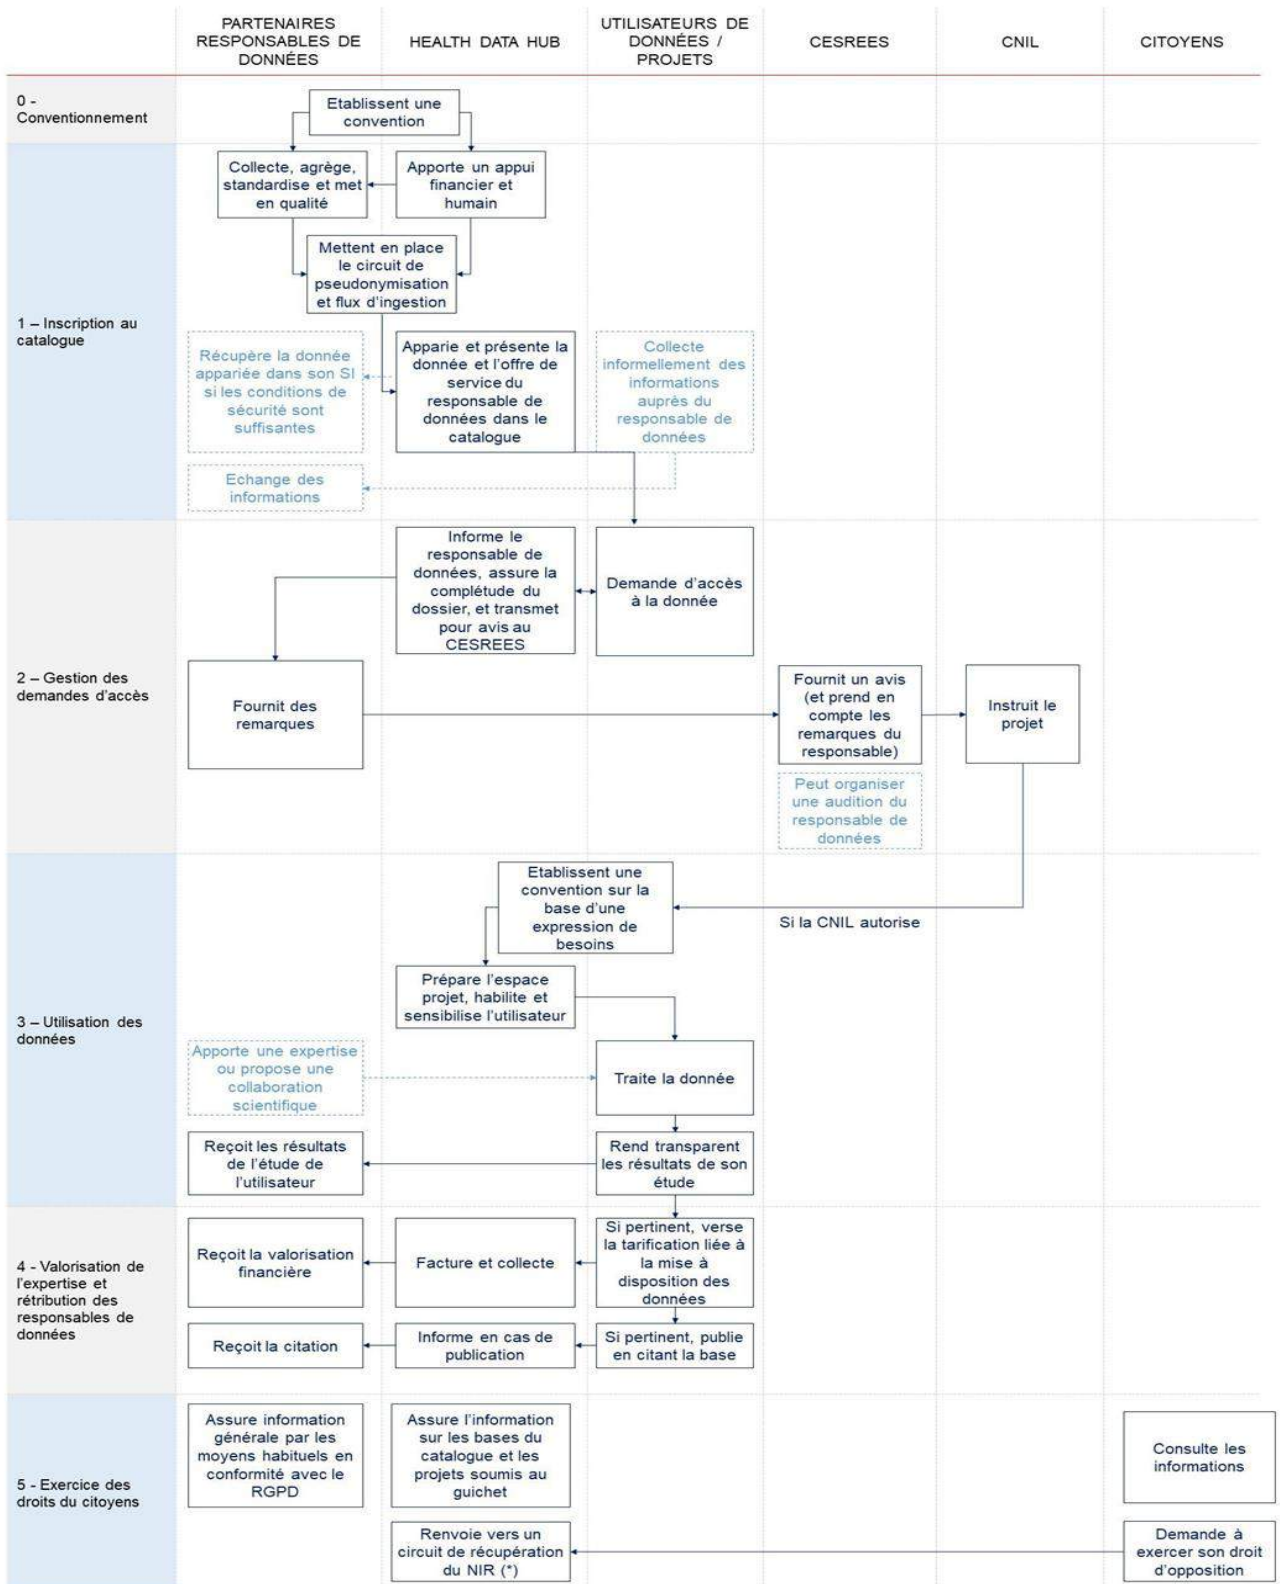 PARTENAIRES
RESPONSABLES DE
DONNÉES
HEALTH DATA HUB
UTILISATEURS DE
DONNÉES /
PROJETS
CESREES
CNIL
CITOYENS
0 -
Conventionnement
Etablissent une
convention
1 – Inscription au
catalogue
Collecte, agrège,
standardise et met
en qualité
Apporte un appui
financier et
humain
Mettent en place
le circuit de
pseudonymisation
et flux d'ingestion
Récupère la donnée
appariée dans son SI
si les conditions de
sécurité sont
suffisantes
Apparie et présente la
donnée et l'offre de
service du
responsable de
données dans le
catalogue
Collecte
informellement des
informations
auprès du
responsable de
données
Echange des
informations
2 – Gestion des
demandes d'accès
Informe le
responsable de
données, assure la
complétude du
dossier, et transmet
pour avis au
CESREES
Demande d'accès
à la donnée
Fournit des
remarques
Fournit un avis
(et prend en
compte les
remarques du
responsable)
Instruit le
projet
Peut organiser
une audition du
responsable de
données
3 – Utilisation des
données
Etablissent une
convention sur la
base d'une
expression de
besoins
Si la CNIL autorise
Prépare l'espace
projet, habilite et
sensibilise l'utilisateur
Apporte une expertise
ou propose une
collaboration
scientifique
Traite la donnée
Reçoit les résultats
de l'étude de
l'utilisateur
Rend transparent
les résultats de son
étude
4 - Valorisation de
l'expertise et
rétribution des
responsables de
données
Reçoit la valorisation
financière
Facture et collecte
Si pertinent, verse
la tarification liée à
la mise à
disposition des
données
Reçoit la citation
Informe en cas de
publication
Si pertinent, publie
en citant la base
5 - Exercice des
droits du citoyens
Assure information
générale par les
moyens habituels en
conformité avec le
RGPD
Assure l'information
sur les bases du
catalogue et les
projets soumis au
guichet
Consulte les
informations
Renvoie vers un
circuit de récupération
du NIR (*)
Demande à
exercer son droit
d'opposition